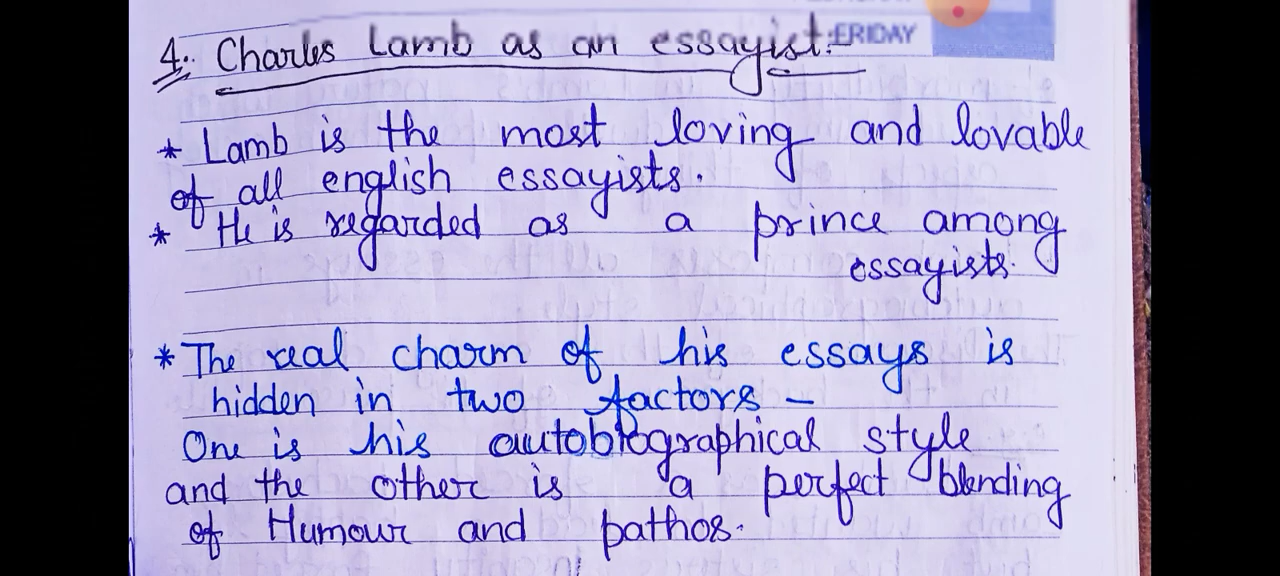 4. Charles Lamb as an essayist:-
FRIDAY
* Lamb is the most loving and lovable
of all english essayists.
* He is regarded as a prince among
essayists.
* The real charm of his essays is
hidden in two factors -
One is his autobiographical style
and the other is a perfect blending
of Humour and pathos.